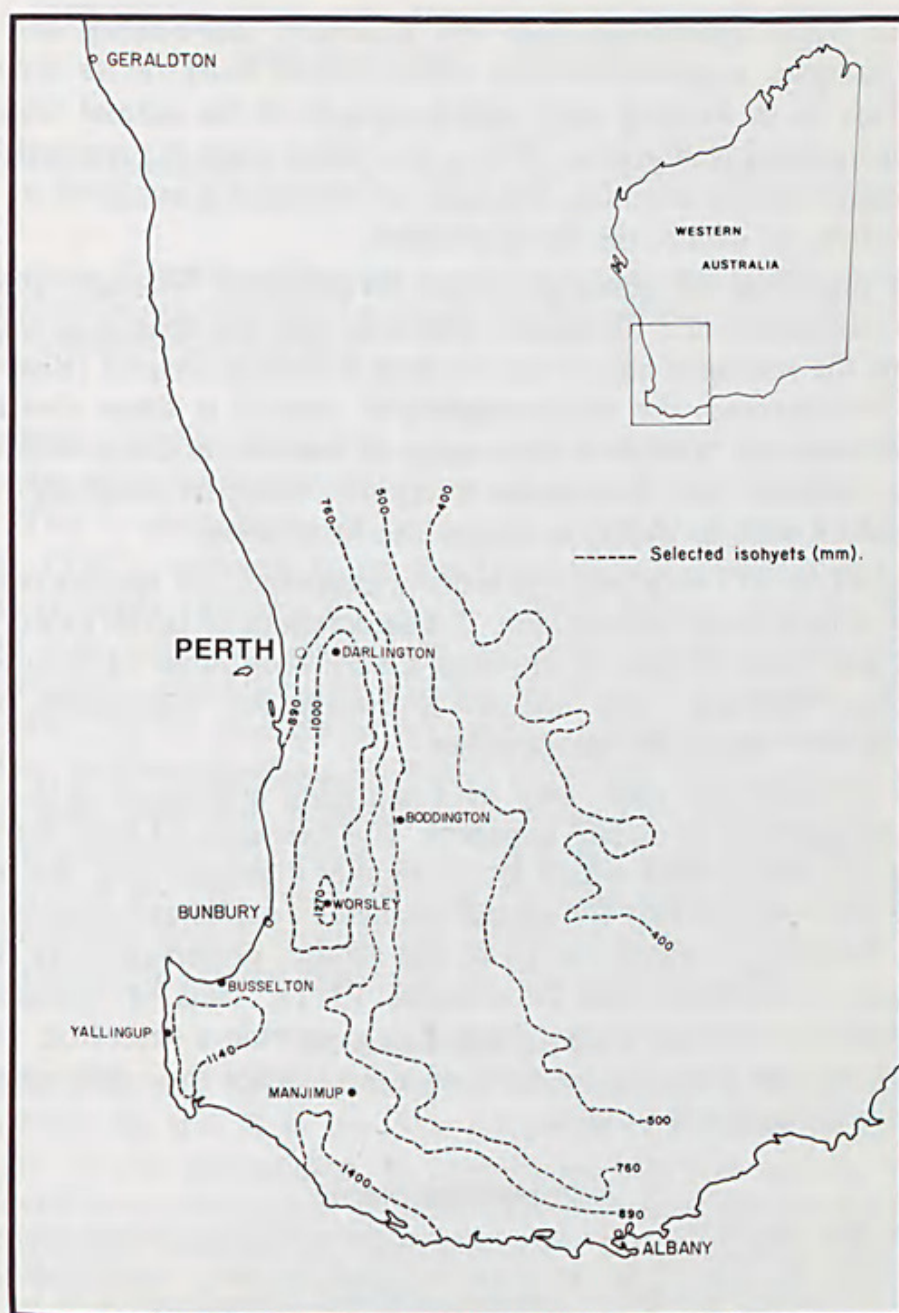 GERALDTON
WESTERN
AUSTRALIA
760
500
400
Selected isohyets (mm).
PERTH
DARLINGTON
890
1000
BODDINGTON
1270
WORSLEY
BUNBURY
400
BUSSELTON
YALLINGUP
1140
MANJIMUP
500
760
1400
890
ALBANY